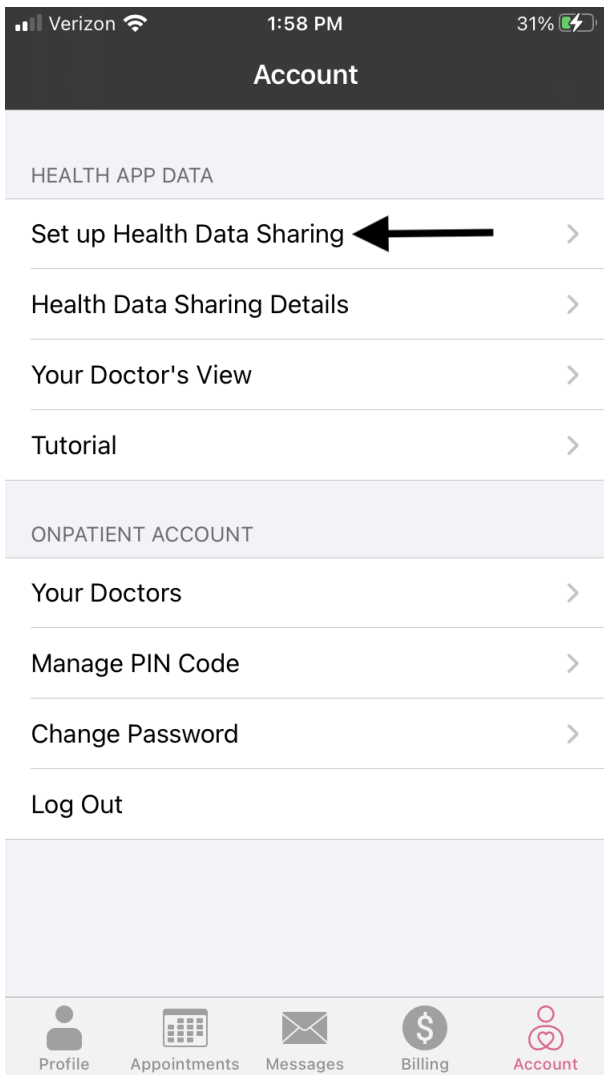 Verizon 1:58 PM 31%
Account
HEALTH APP DATA
Set up Health Data Sharing
Health Data Sharing Details
Your Doctor's View
Tutorial
ONPATIENT ACCOUNT
Your Doctors
Manage PIN Code
Change Password
Log Out
Profile Appointments Messages Billing Account